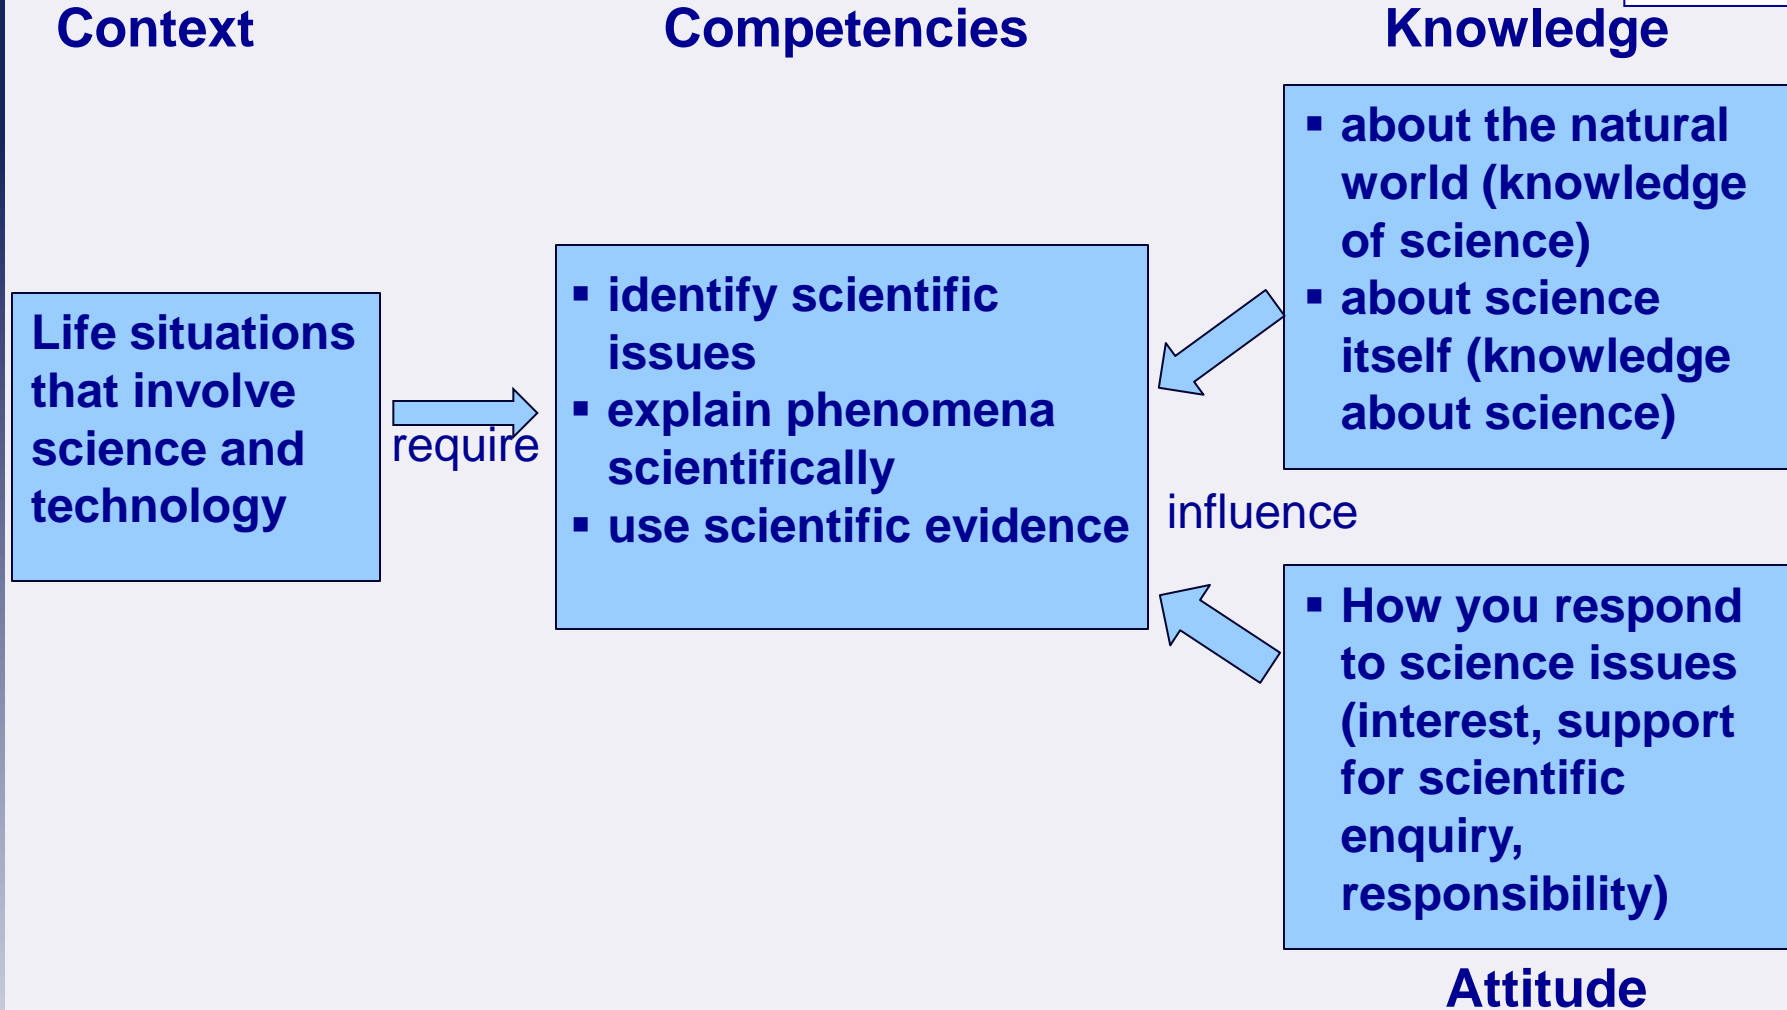 Context
Competencies
Knowledge
Life situations
that involve
science and
technology
require
▪ identify scientific
issues
▪ explain phenomena
scientifically
▪ use scientific evidence
▪ about the natural
world (knowledge
of science)
▪ about science
itself (knowledge
about science)
influence
▪ How you respond
to science issues
(interest, support
for scientific
enquiry,
responsibility)
Attitude